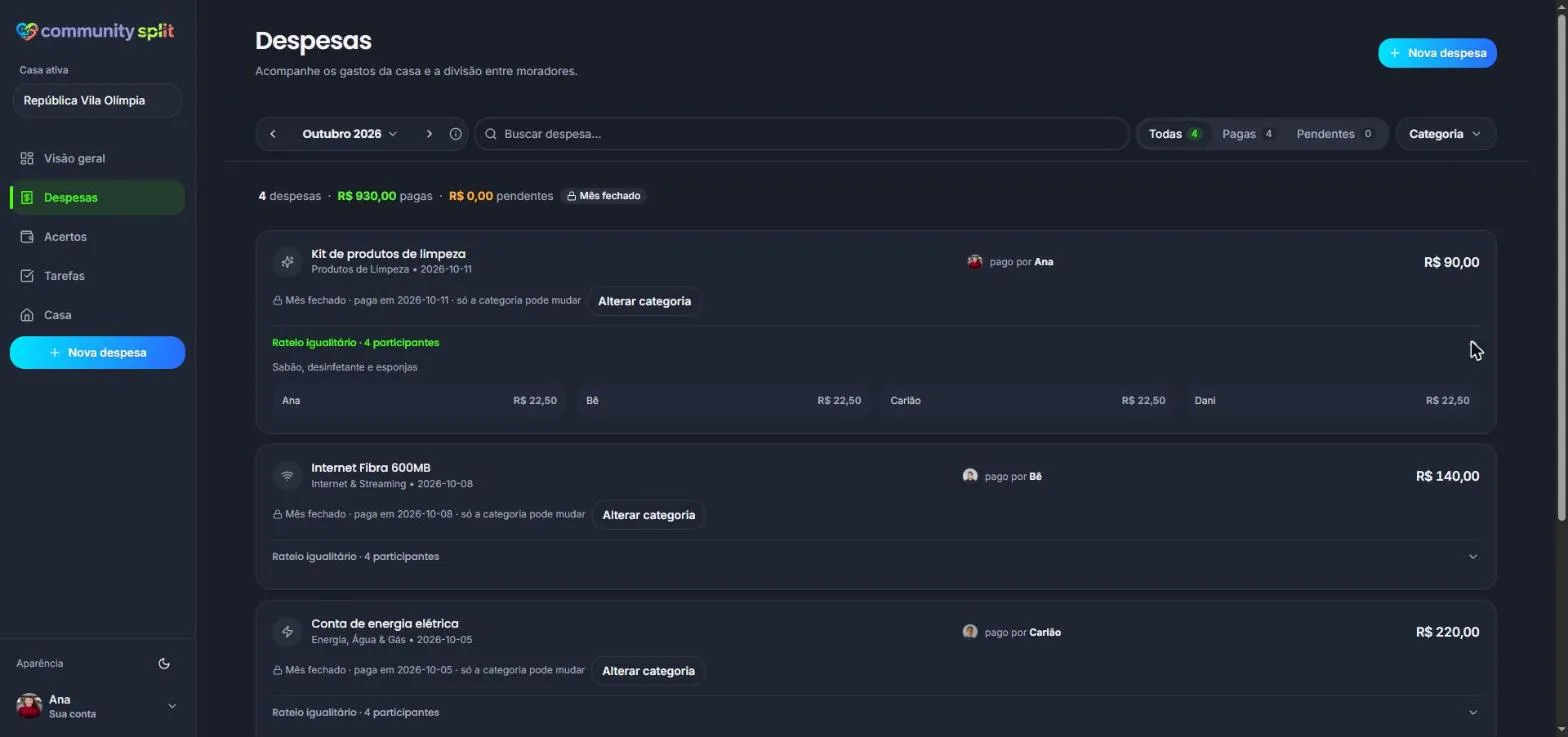 community split
Casa ativa
República Vila Olímpia
Visão geral
Despesas
Acertos
Tarefas
Casa
+ Nova despesa
Aparência
Ana
Sua conta
Despesas
Acompanhe os gastos da casa e a divisão entre moradores.
+ Nova despesa
Outubro 2026
Buscar despesa...
Todas 4 Pagas 4 Pendentes 0
Categoria
4 despesas · R$ 930,00 pagas · R$ 0,00 pendentes Mês fechado
Kit de produtos de limpeza
Produtos de Limpeza • 2026-10-11
pago por Ana
R$ 90,00
Mês fechado · paga em 2026-10-11 · só a categoria pode mudar Alterar categoria
Rateio igualitário · 4 participantes
Sabão, desinfetante e esponjas
Ana R$ 22,50 Bê R$ 22,50 Carlão R$ 22,50 Dani R$ 22,50
Internet Fibra 600MB
Internet & Streaming • 2026-10-08
pago por Bê
R$ 140,00
Mês fechado · paga em 2026-10-08 · só a categoria pode mudar Alterar categoria
Rateio igualitário · 4 participantes
Conta de energia elétrica
Energia, Água & Gás • 2026-10-05
pago por Carlão
R$ 220,00
Mês fechado · paga em 2026-10-05 · só a categoria pode mudar Alterar categoria
Rateio igualitário · 4 participantes